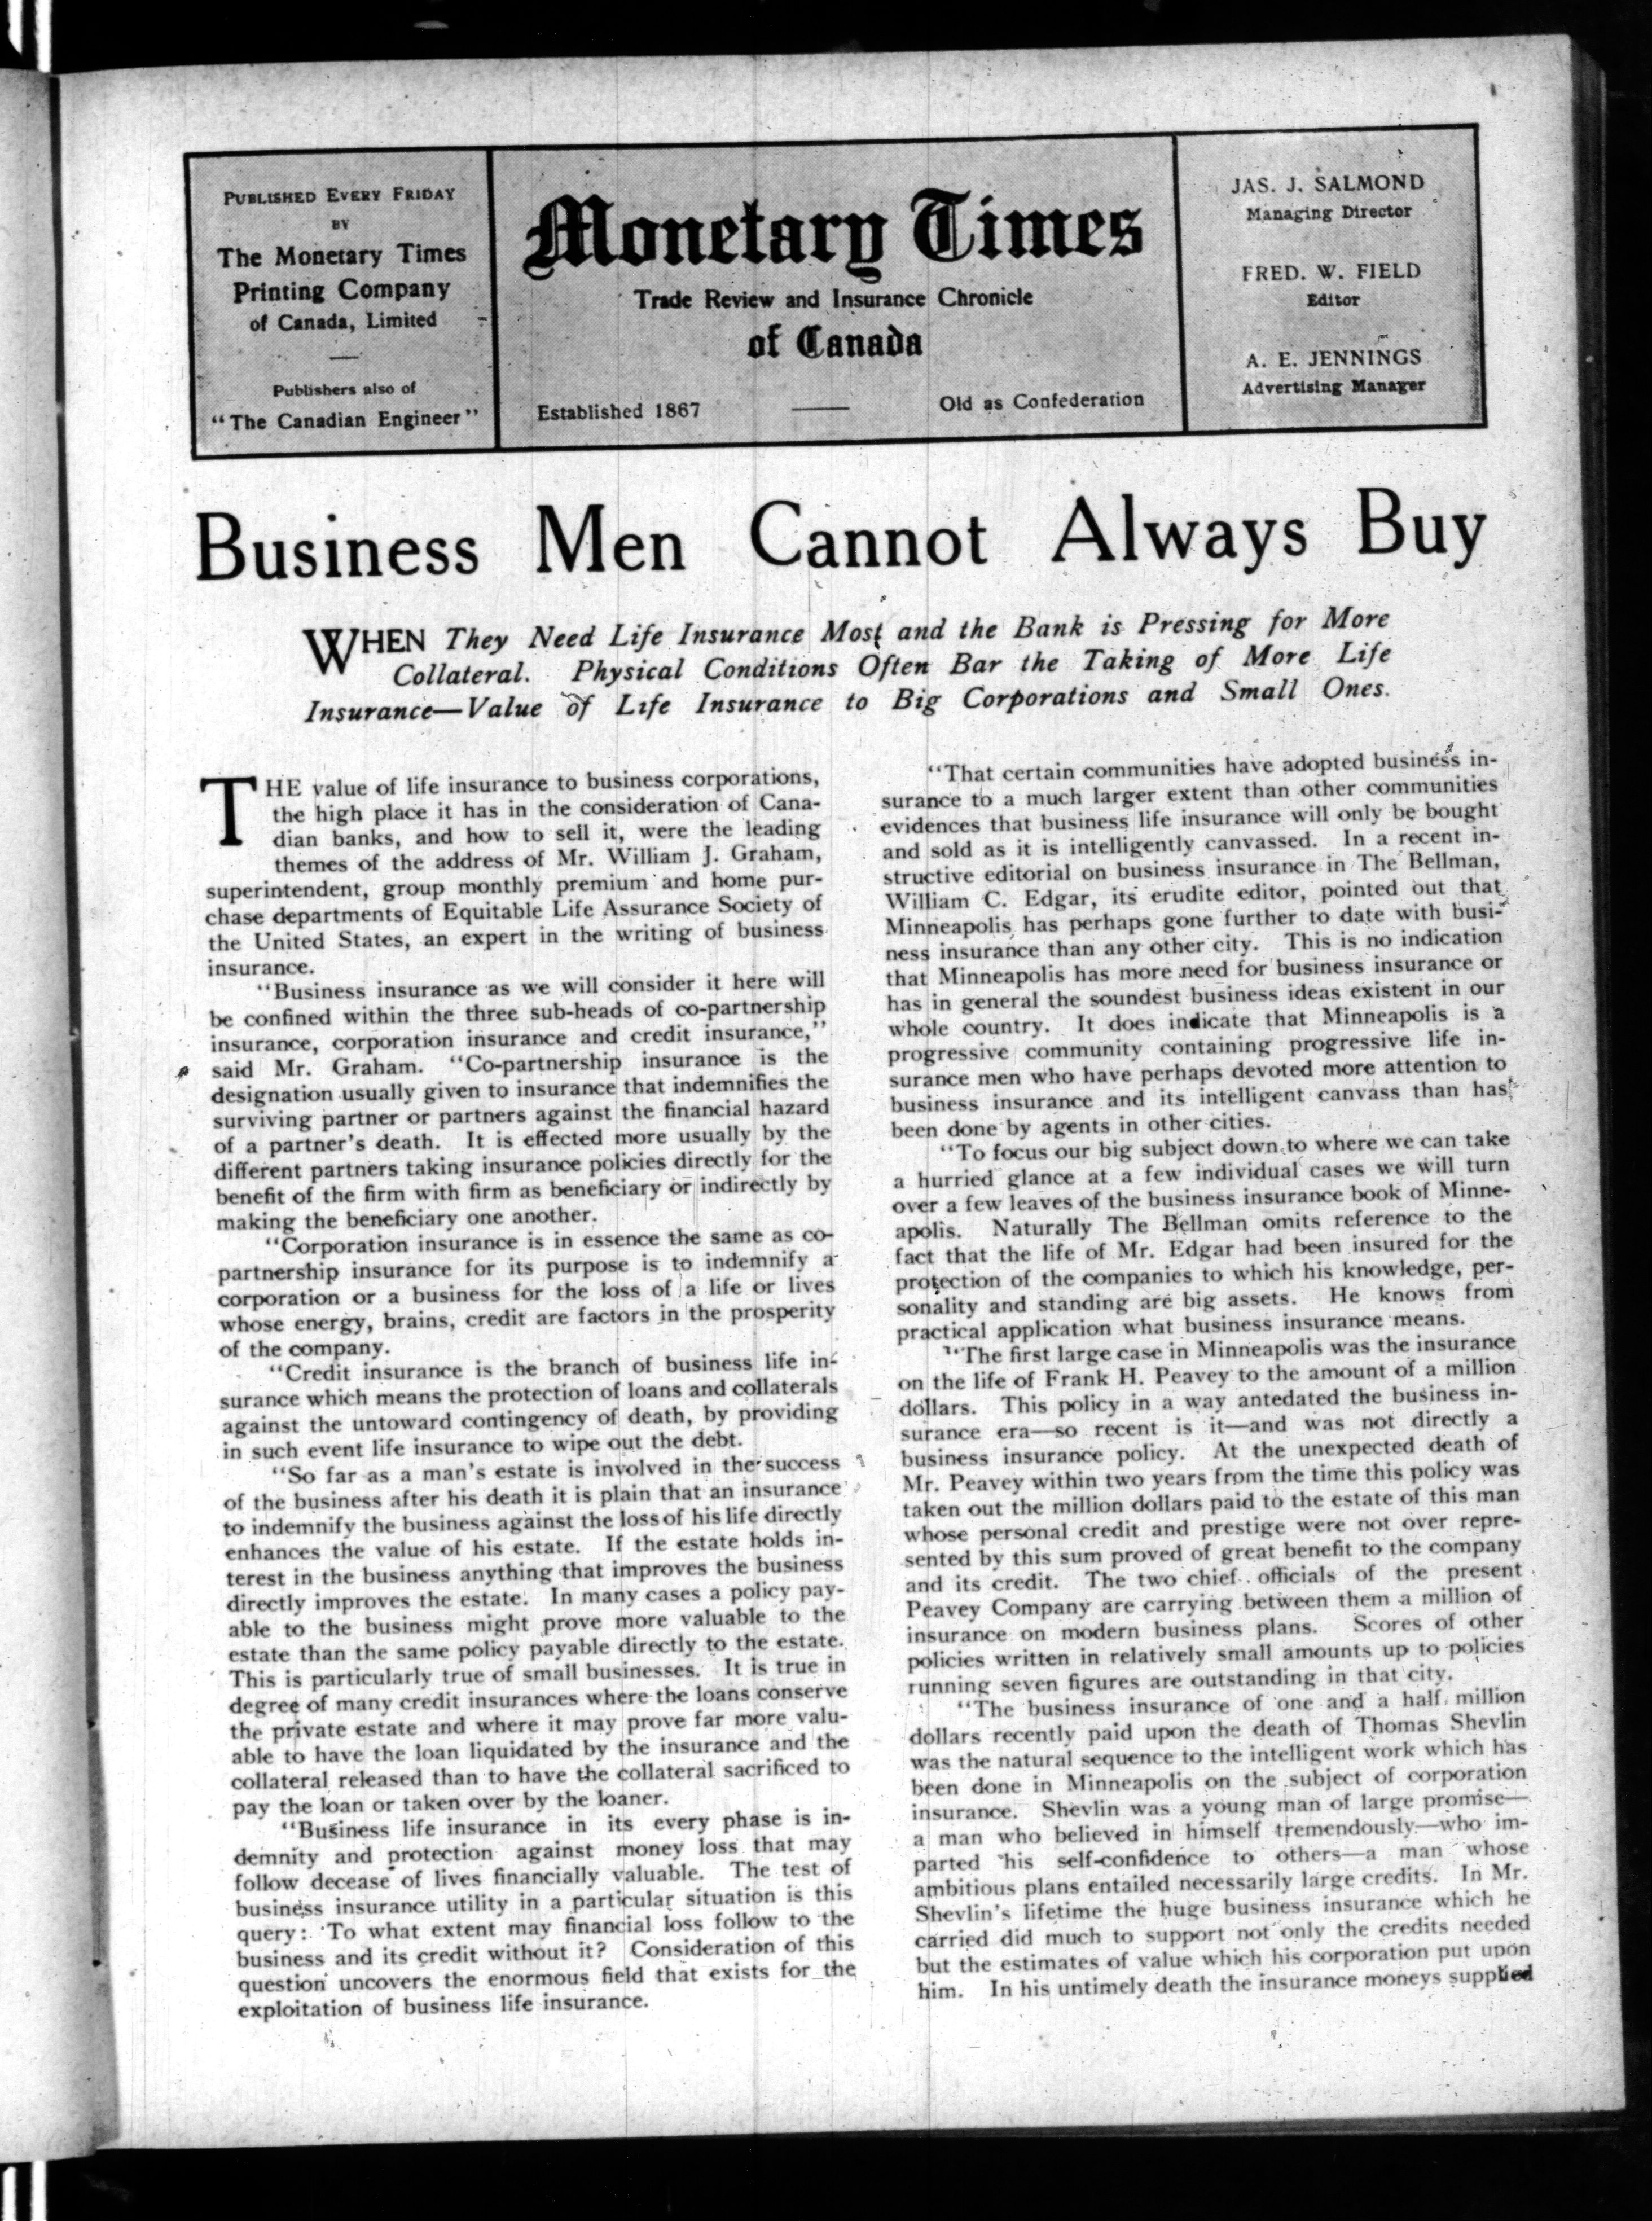 PUBLISHED EVERY FRIDAY
BY
The Monetary Times
Printing Company
of Canada, Limited
Publishers also of
"The Canadian Engineer"
Monetary Times
Trade Review and Insurance Chronicle
of Canada
Established 1867
Old as Confederation
JAS. J. SALMOND
Managing Director
FRED. W. FIELD
Editor
A. E. JENNINGS
Advertising Manager
Business Men Cannot Always Buy
WHEN They Need Life Insurance Most and the Bank is Pressing for More
Collateral. Physical Conditions Often Bar the Taking of More Life
Insurance—Value of Life Insurance to Big Corporations and Small Ones.
THE value of life insurance to business corporations,
the high place it has in the consideration of Cana-
dian banks, and how to sell it, were the leading
themes of the address of Mr. William J. Graham,
superintendent, group monthly premium and home pur-
chase departments of Equitable Life Assurance Society of
the United States, an expert in the writing of business
insurance.
"Business insurance as we will consider it here will
be confined within the three sub-heads of co-partnership
insurance, corporation insurance and credit insurance,"
said Mr. Graham. "Co-partnership insurance is the
designation usually given to insurance that indemnifies the
surviving partner or partners against the financial hazard
of a partner's death. It is effected more usually by the
different partners taking insurance policies directly for the
benefit of the firm with firm as beneficiary or indirectly by
making the beneficiary one another.
"Corporation insurance is in essence the same as co-
partnership insurance for its purpose is to indemnify a
corporation or a business for the loss of a life or lives
whose energy, brains, credit are factors in the prosperity
of the company.
"Credit insurance is the branch of business life in-
surance which means the protection of loans and collaterals
against the untoward contingency of death, by providing
in such event life insurance to wipe out the debt.
"So far as a man's estate is involved in the success
of the business after his death it is plain that an insurance
to indemnify the business against the loss of his life directly
enhances the value of his estate. If the estate holds in-
terest in the business anything that improves the business
directly improves the estate. In many cases a policy pay-
able to the business might prove more valuable to the
estate than the same policy payable directly to the estate.
This is particularly true of small businesses. It is true in
degree of many credit insurances where the loans conserve
the private estate and where it may prove far more valu-
able to have the loan liquidated by the insurance and the
collateral released than to have the collateral sacrificed to
pay the loan or taken over by the loaner.
"Business life insurance in its every phase is in-
demnity and protection against money loss that may
follow decease of lives financially valuable. The test of
business insurance utility in a particular situation is this
query: To what extent may financial loss follow to the
business and its credit without it? Consideration of this
question uncovers the enormous field that exists for the
exploitation of business life insurance.
"That certain communities have adopted business in-
surance to a much larger extent than other communities
evidences that business life insurance will only be bought
and sold as it is intelligently canvassed. In a recent in-
structive editorial on business insurance in The Bellman,
William C. Edgar, its erudite editor, pointed out that
Minneapolis has perhaps gone further to date with busi-
ness insurance than any other city. This is no indication
that Minneapolis has more need for business insurance or
has in general the soundest business ideas existent in our
whole country. It does indicate that Minneapolis is a
progressive community containing progressive life in-
surance men who have perhaps devoted more attention to
business insurance and its intelligent canvass than has
been done by agents in other cities.
"To focus our big subject down to where we can take
a hurried glance at a few individual cases we will turn
over a few leaves of the business insurance book of Minne-
apolis. Naturally The Bellman omits reference to the
fact that the life of Mr. Edgar had been insured for the
protection of the companies to which his knowledge, per-
sonality and standing are big assets. He knows from
practical application what business insurance means.
"The first large case in Minneapolis was the insurance
on the life of Frank H. Peavey to the amount of a million
dollars. This policy in a way antedated the business in-
surance era—so recent is it—and was not directly a
business insurance policy. At the unexpected death of
Mr. Peavey within two years from the time this policy was
taken out the million dollars paid to the estate of this man
whose personal credit and prestige were not over repre-
sented by this sum proved of great benefit to the company
and its credit. The two chief officials of the present
Peavey Company are carrying between them a million of
insurance on modern business plans. Scores of other
policies written in relatively small amounts up to policies
running seven figures are outstanding in that city.
"The business insurance of one and a half million
dollars recently paid upon the death of Thomas Shevlin
was the natural sequence to the intelligent work which has
been done in Minneapolis on the subject of corporation
insurance. Shevlin was a young man of large promise—
a man who believed in himself tremendously—who im-
parted his self-confidence to others—a man whose
ambitious plans entailed necessarily large credits. In Mr.
Shevlin's lifetime the huge business insurance which he
carried did much to support not only the credits needed
but the estimates of value which his corporation put upon
him. In his untimely death the insurance moneys supplied